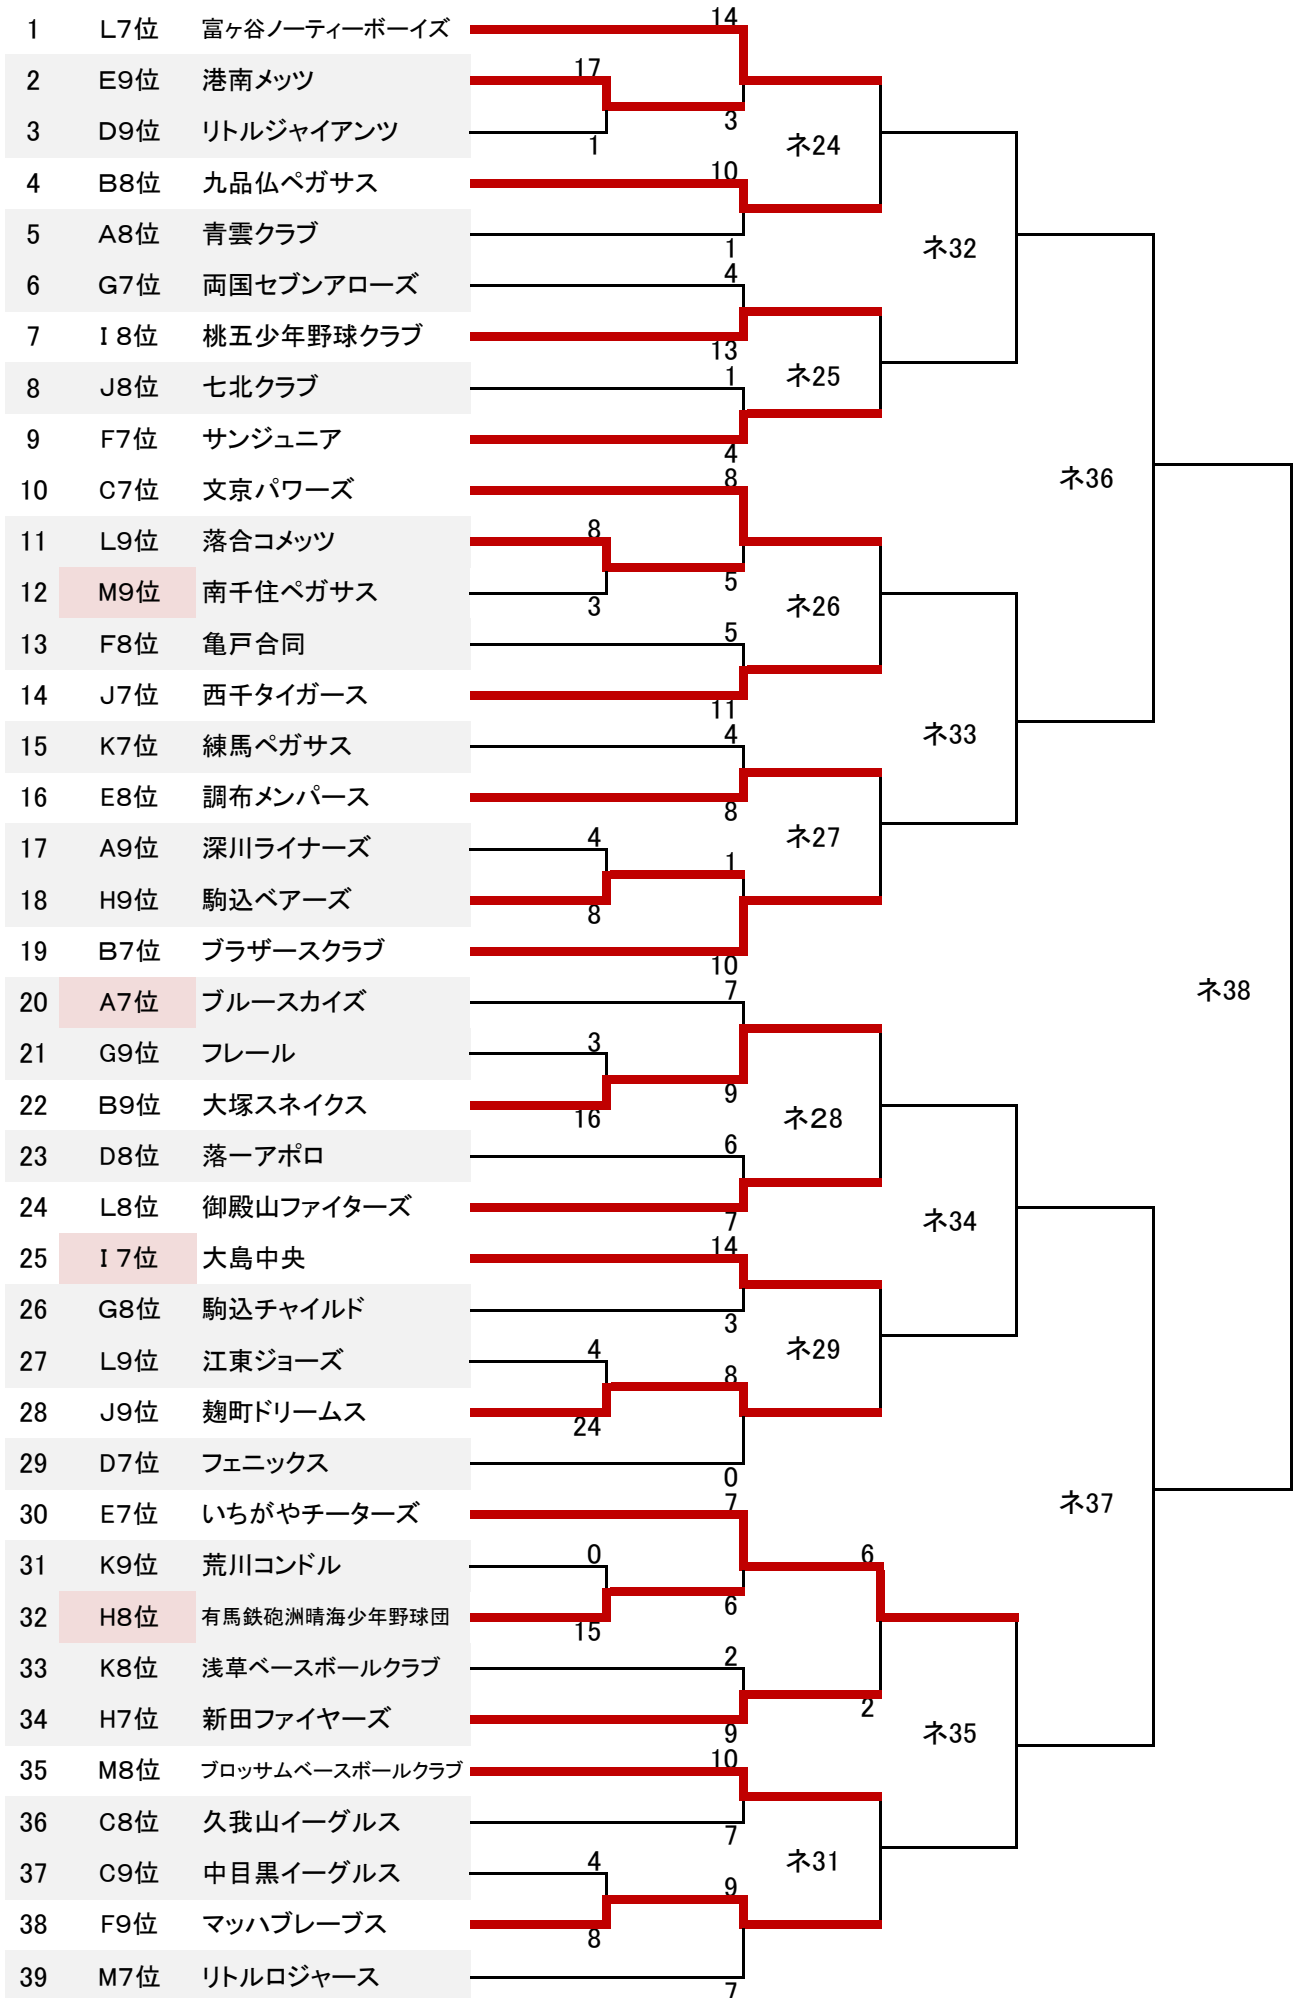 1 L7位 富ヶ谷ノーティーボーイズ 14
2 E9位 港南メッツ 17
3
3 D9位 リトルジャイアンツ 1
ネ24
4 B8位 九品仏ペガサス 10
5 A8位 青雲クラブ 1
ネ32
6 G7位 両国セブンアローズ 4
7 I 8位 桃五少年野球クラブ 13
8 J8位 七北クラブ 1
ネ25
9 F7位 サンジュニア 4
10 C7位 文京パワーズ 8
ネ36
11 L9位 落合コメッツ 8
5
12 M9位 南千住ペガサス 3
ネ26
13 F8位 亀戸合同 5
14 J7位 西千タイガース 11
15 K7位 練馬ペガサス 4
ネ33
16 E8位 調布メンパース 8
17 A9位 深川ライナーズ 4
ネ27
1
18 H9位 駒込ベアーズ 8
19 B7位 ブラザースクラブ 10
20 A7位 ブルースカイズ 7
ネ38
21 G9位 フレール 3
9
22 B9位 大塚スネイクス 16
ネ28
23 D8位 落一アポロ 6
24 L8位 御殿山ファイターズ 7
ネ34
25 I 7位 大島中央 14
26 G8位 駒込チャイルド 3
27 L9位 江東ジョーズ 4
ネ29
8
28 J9位 麹町ドリームス 24
29 D7位 フェニックス 0
30 E7位 いちがやチーターズ 7
ネ37
31 K9位 荒川コンドル 0
6
6
32 H8位 有馬鉄砲洲晴海少年野球団 15
33 K8位 浅草ベースボールクラブ 2
2
34 H7位 新田ファイヤーズ 9
ネ35
35 M8位 ブロッサムベースボールクラブ 10
36 C8位 久我山イーグルス 7
37 C9位 中目黒イーグルス 4
ネ31
9
38 F9位 マッハブレーブス 8
39 M7位 リトルロジャース 7